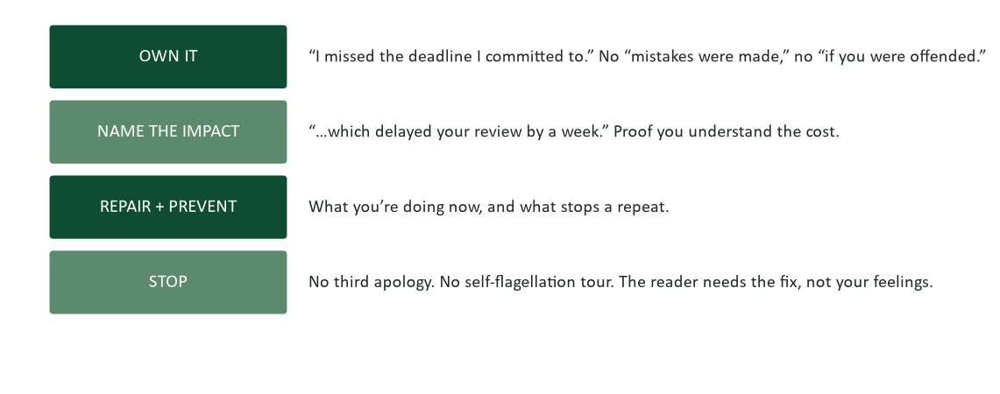 OWN IT
“I missed the deadline I committed to.” No “mistakes were made,” no “if you were offended.”
NAME THE IMPACT
“…which delayed your review by a week.” Proof you understand the cost.
REPAIR + PREVENT
What you’re doing now, and what stops a repeat.
STOP
No third apology. No self-flagellation tour. The reader needs the fix, not your feelings.